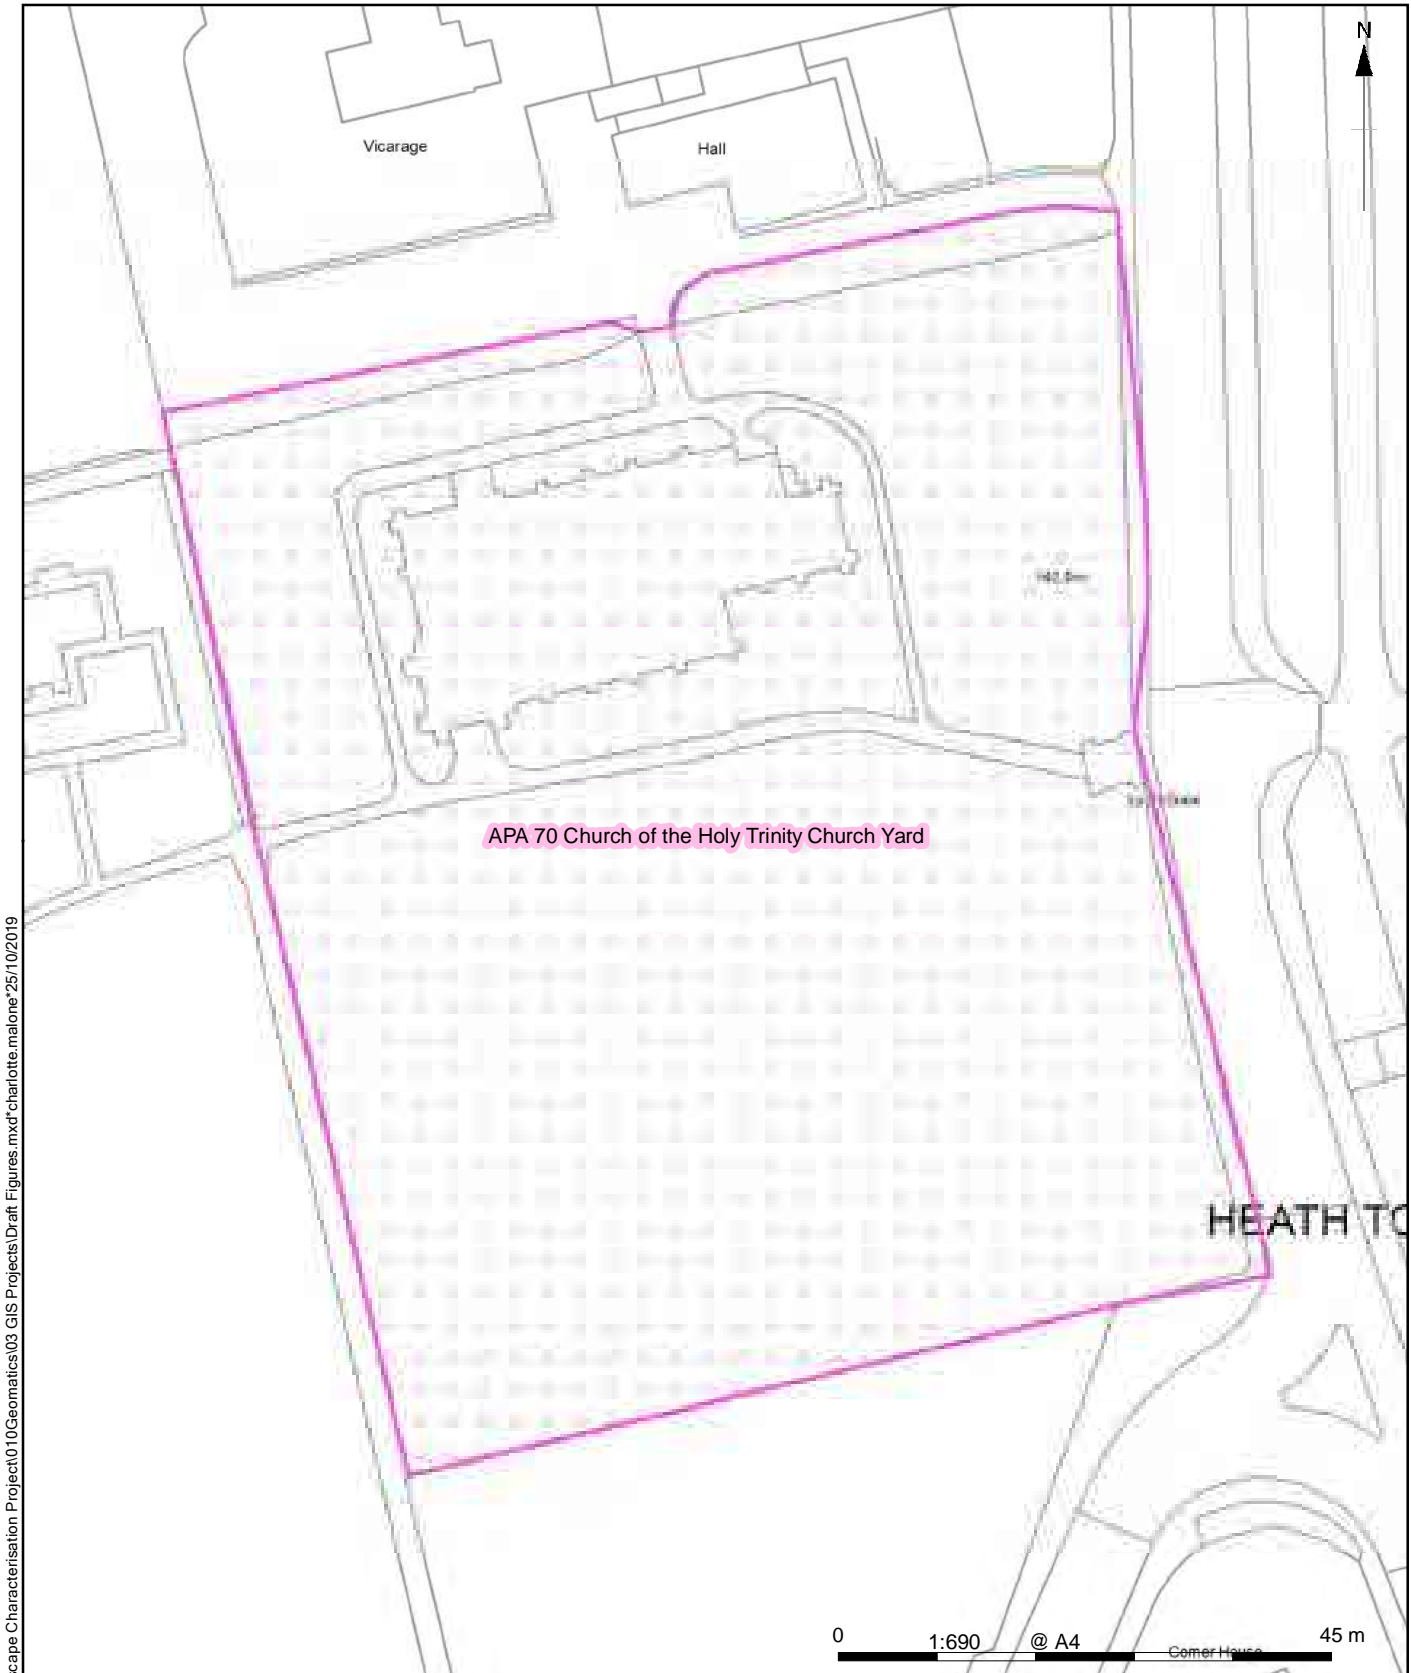 N
Vicarage
Hall
APA 70 Church of the Holy Trinity Church Yard
HEATH TO
0 1:690 @ A4 45 m
Corner House
cape Characterisation Project\010Geomatics\03 GIS Projects\Draft Figures.mxd*charlotte.malone*25/10/2019